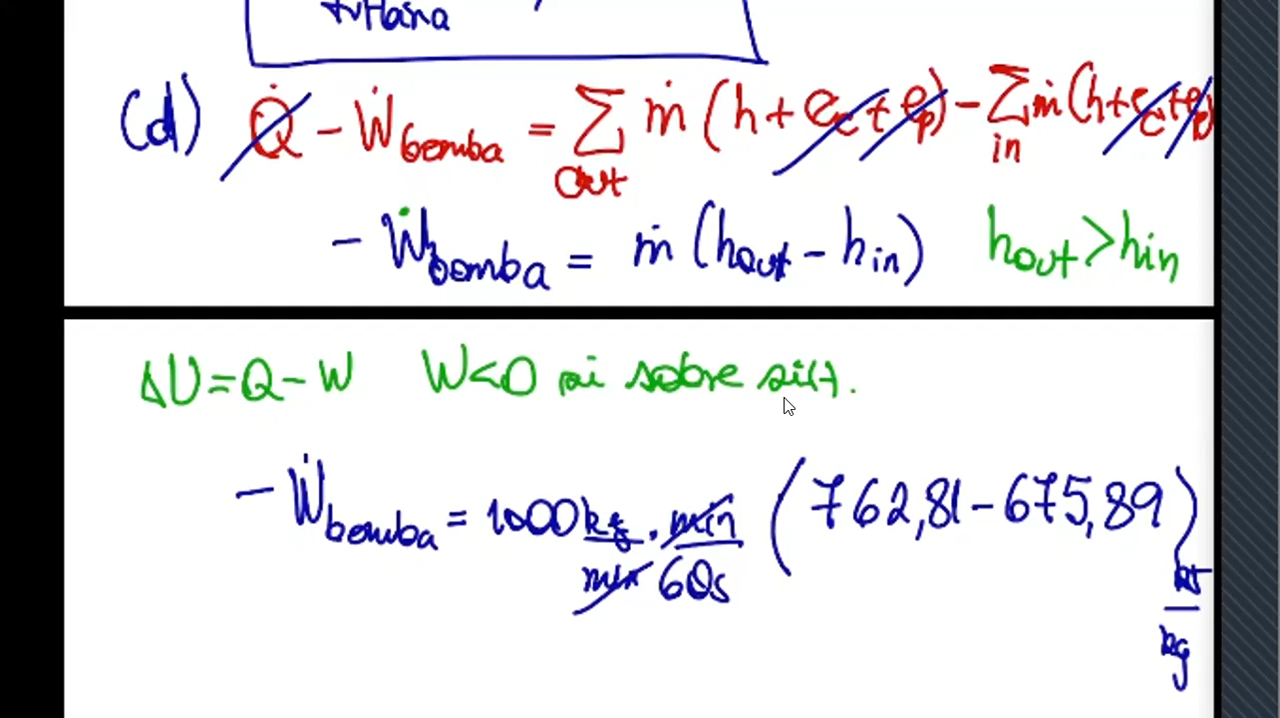 (d) Q̇ - Ẇbomba = Σout ṁ (h + ec + ep) - Σin ṁ (h + ec + ep)
- Ẇbomba = ṁ (hout - hin) hout > hin
ΔU = Q - W W<0 sobre sist.
- Ẇbomba = 1000 kg/min . min/60s (762,81 - 675,89) kJ/kg